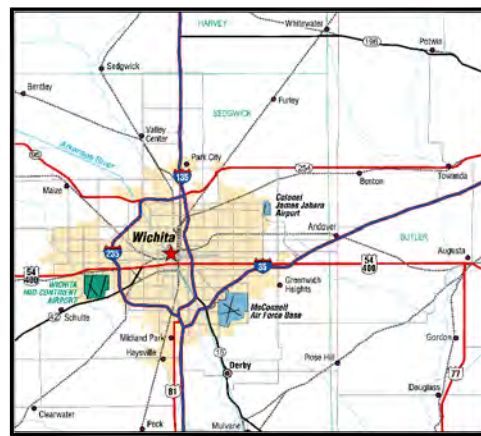 HARVEY
Whitewater
196
Potwin
Sedgwick
Bentley
Furley
SEDGWICK
Valley
Center
Arkansas River
96
Park City
135
254
Towanda
Benton
Maize
Colonel
James Jabara
Airport
Wichita
Andover
BUTLER
235
35
Augusta
54
400
54
400
WICHITA
MID-CONTINENT
AIRPORT
Greenwich
Heights
McConnell
Air Force Base
Schulte
Midland Park
Haysville
15
Gordon
Rose Hill
77
Derby
81
Douglass
Clearwater
Peck
Mulvane